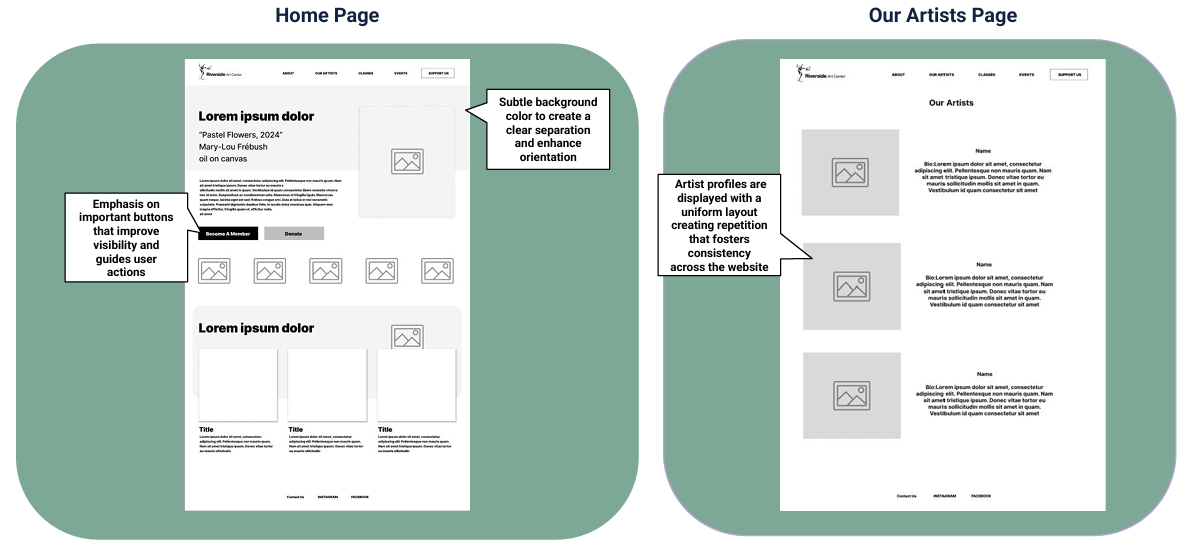 Home Page
Our Artists Page
Riverside Art Center
ABOUT
OUR ARTISTS
CLASSES
EVENTS
SUPPORT US
Lorem ipsum dolor
"Pastel Flowers, 2024"
Mary-Lou Frébush
oil on canvas
Become A Member
Donate
Lorem ipsum dolor
Title
Lorem ipsum dolor sit amet, consectetur
adipiscing elit. Pellentesque non mauris quam.
Nam sit amet tristique ipsum. Donec vitae tortor
eu mauris sollicitudin
Title
Lorem ipsum dolor sit amet, consectetur
adipiscing elit. Pellentesque non mauris quam.
Nam sit amet tristique ipsum. Donec vitae tortor
eu mauris sollicitudin
Title
Lorem ipsum dolor sit amet, consectetur
adipiscing elit. Pellentesque non mauris quam.
Nam sit amet tristique ipsum. Donec vitae tortor
eu mauris sollicitudin
Contact Us
INSTAGRAM
FACEBOOK
Subtle background
color to create a
clear separation
and enhance
orientation
Emphasis on
important buttons
that improve
visibility and
guides user
actions
Riverside Art Center
ABOUT
OUR ARTISTS
CLASSES
EVENTS
SUPPORT US
Our Artists
Name
Bio:Lorem ipsum dolor sit amet, consectetur
adipiscing elit. Pellentesque non mauris quam. Nam
sit amet tristique ipsum. Donec vitae tortor eu
mauris sollicitudin mollis sit amet in quam.
Vestibulum id quam consectetur sit amet
Name
Bio:Lorem ipsum dolor sit amet, consectetur
adipiscing elit. Pellentesque non mauris quam. Nam
sit amet tristique ipsum. Donec vitae tortor eu
mauris sollicitudin mollis sit amet in quam.
Vestibulum id quam consectetur sit amet
Name
Bio:Lorem ipsum dolor sit amet, consectetur
adipiscing elit. Pellentesque non mauris quam. Nam
sit amet tristique ipsum. Donec vitae tortor eu
mauris sollicitudin mollis sit amet in quam.
Vestibulum id quam consectetur sit amet
Contact Us
INSTAGRAM
FACEBOOK
Artist profiles are
displayed with a
uniform layout
creating repetition
that fosters
consistency
across the website